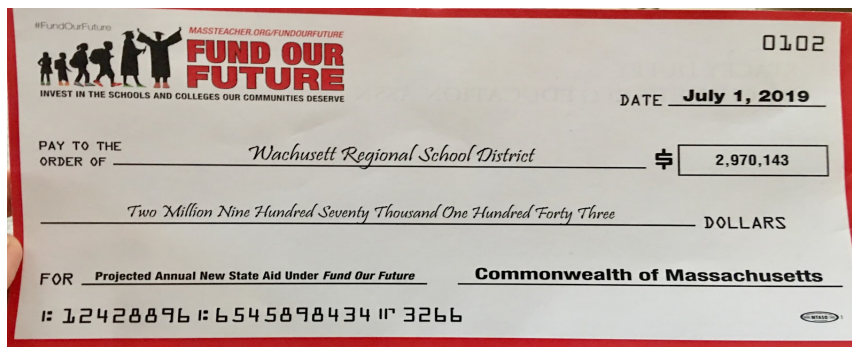 #FundOurFuture
MASSTEACHER.ORG/FUNDOURFUTURE
FUND OUR
FUTURE
INVEST IN THE SCHOOLS AND COLLEGES OUR COMMUNITIES DESERVE
0102
DATE July 1, 2019
PAY TO THE
ORDER OF Wachusett Regional School District $ 2,970,143
Two Million Nine Hundred Seventy Thousand One Hundred Forty Three DOLLARS
FOR Projected Annual New State Aid Under Fund Our Future Commonwealth of Massachusetts
⑆12428896⑆6545898434⑈3266